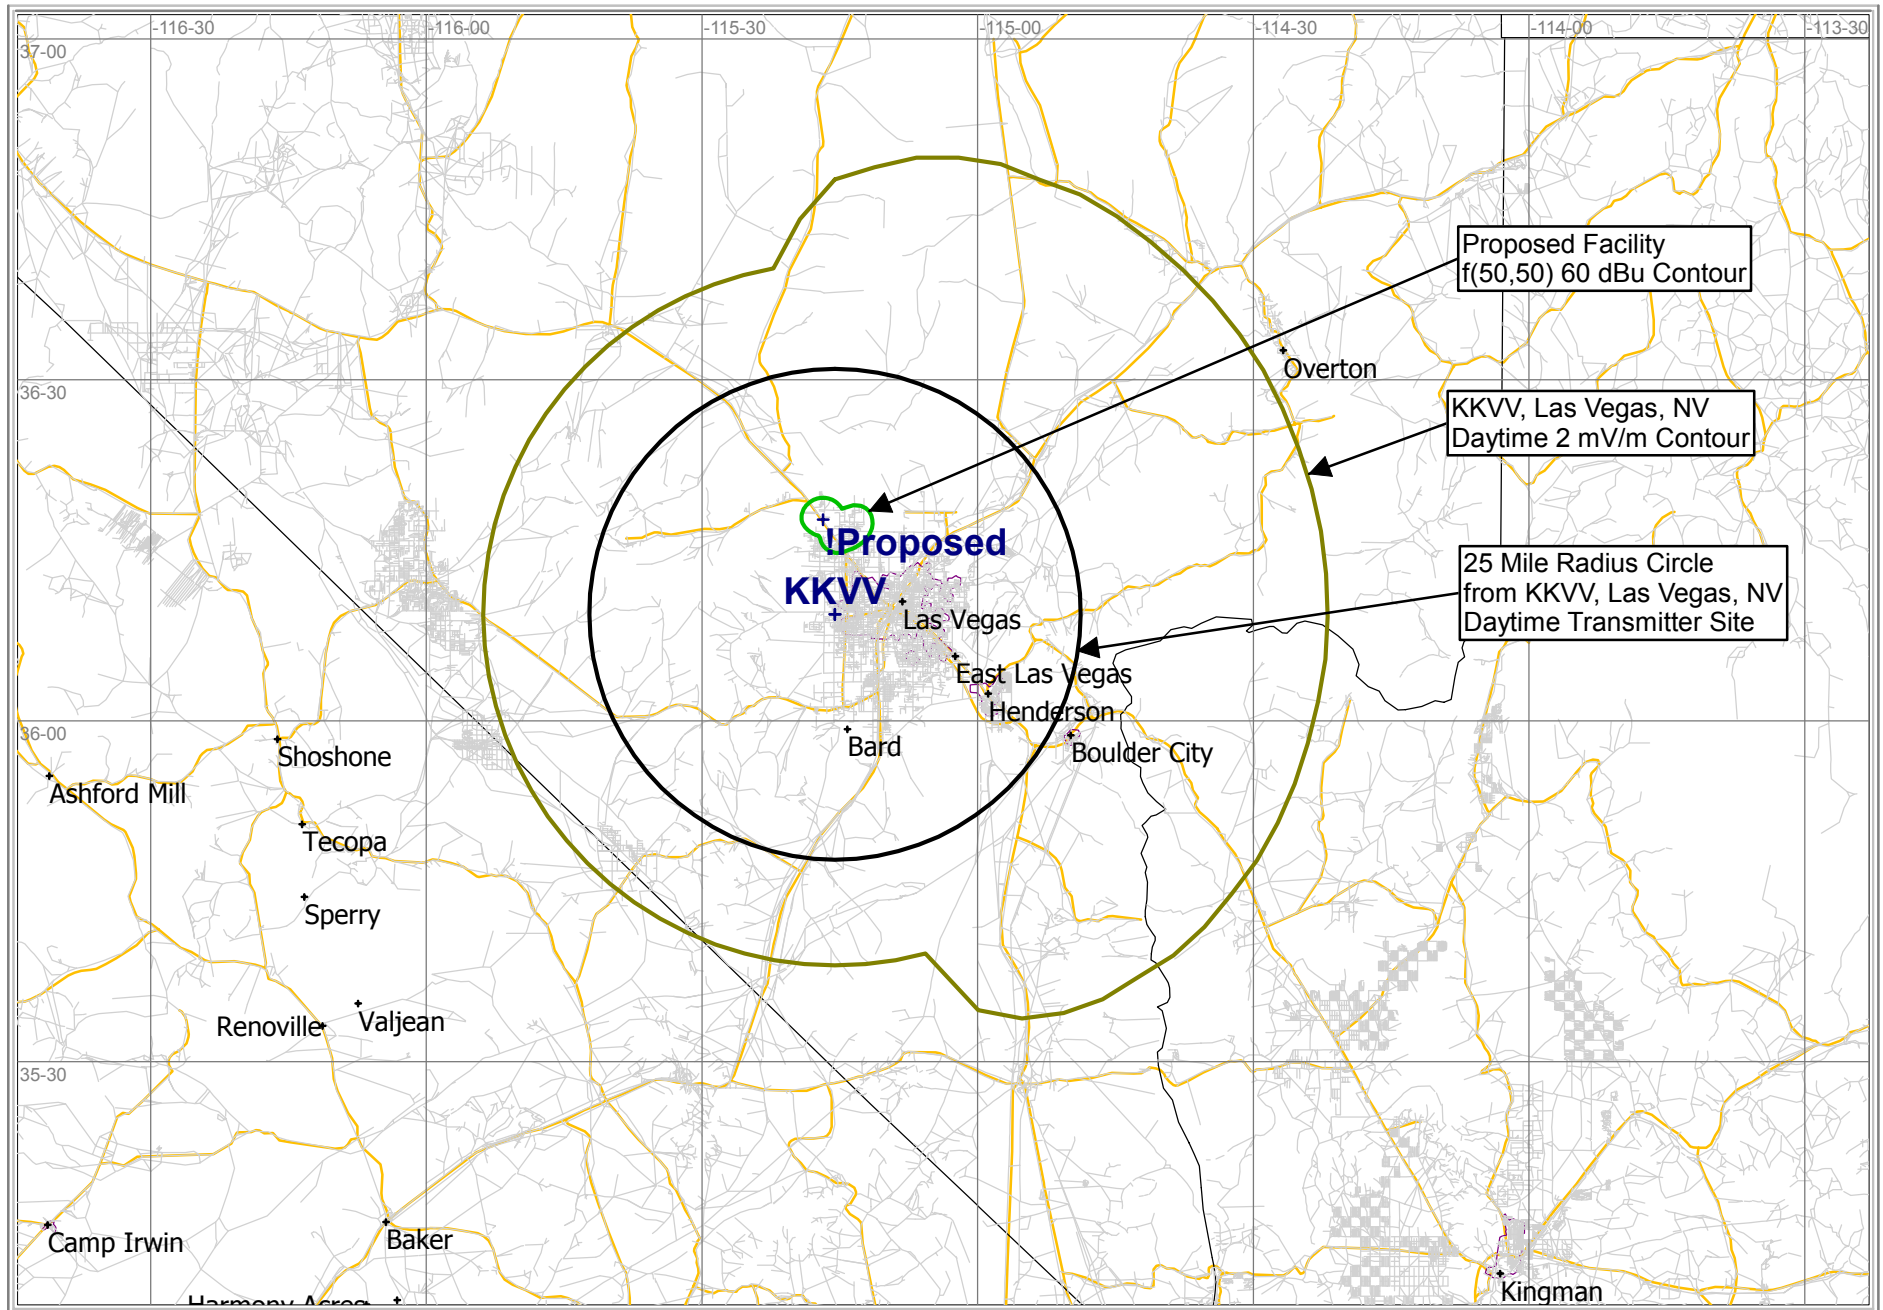 -116-30
-116-00
-115-30
-115-00
-114-30
-114-00
-113-30
37-00
Proposed Facility
f(50,50) 60 dBu Contour
36-30
Overton
KKVV, Las Vegas, NV
Daytime 2 mV/m Contour
!Proposed
25 Mile Radius Circle
from KKVV, Las Vegas, NV
Daytime Transmitter Site
KKVV
Las Vegas
East Las Vegas
Henderson
36-00
Bard
Boulder City
Shoshone
Ashford Mill
Tecopa
Sperry
Renoville
Valjean
35-30
Camp Irwin
Baker
Kingman
Harmony Acres